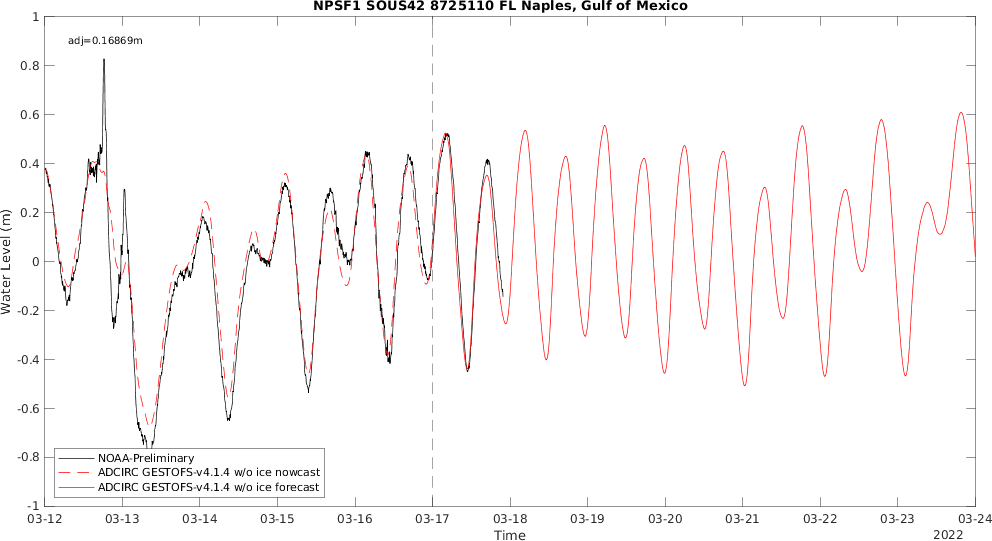 NPSF1 SOUS42 8725110 FL Naples, Gulf of Mexico
adj=0.16869m
1
0.8
0.6
0.4
0.2
0
-0.2
-0.4
-0.6
-0.8
-1
Water Level (m)
NOAA-Preliminary
ADCIRC GESTOFS-v4.1.4 w/o ice nowcast
ADCIRC GESTOFS-v4.1.4 w/o ice forecast
03-12 03-13 03-14 03-15 03-16 03-17 03-18 03-19 03-20 03-21 03-22 03-23 03-24
Time
2022